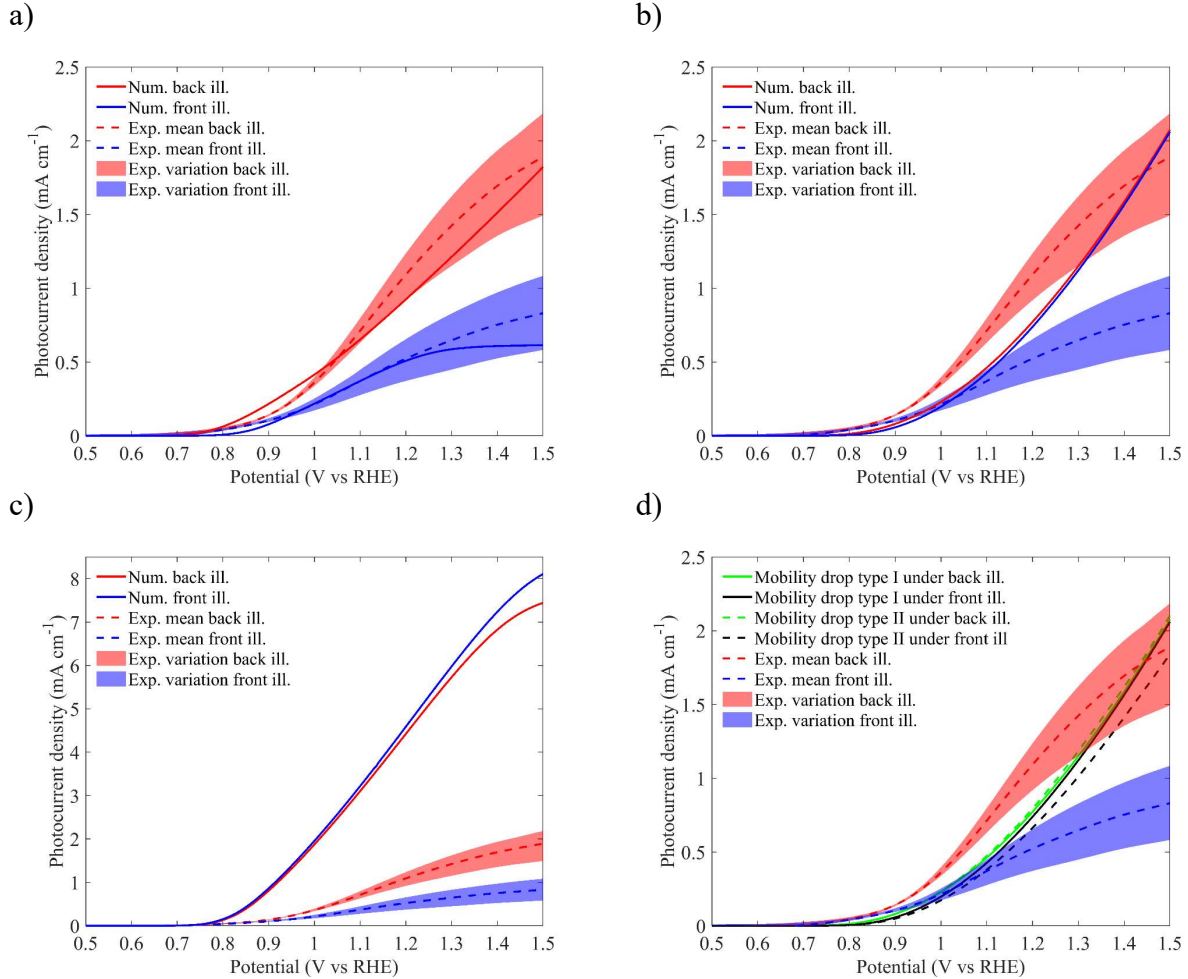 a)
2.5
2
1.5
1
0.5
0
Photocurrent density (mA cm⁻¹)
Num. back ill.
Num. front ill.
Exp. mean back ill.
Exp. mean front ill.
Exp. variation back ill.
Exp. variation front ill.
0.5 0.6 0.7 0.8 0.9 1 1.1 1.2 1.3 1.4 1.5
Potential (V vs RHE)
b)
2.5
2
1.5
1
0.5
0
Photocurrent density (mA cm⁻¹)
Num. back ill.
Num. front ill.
Exp. mean back ill.
Exp. mean front ill.
Exp. variation back ill.
Exp. variation front ill.
0.5 0.6 0.7 0.8 0.9 1 1.1 1.2 1.3 1.4 1.5
Potential (V vs RHE)
c)
8
7
6
5
4
3
2
1
0
Photocurrent density (mA cm⁻¹)
Num. back ill.
Num. front ill.
Exp. mean back ill.
Exp. mean front ill.
Exp. variation back ill.
Exp. variation front ill.
0.5 0.6 0.7 0.8 0.9 1 1.1 1.2 1.3 1.4 1.5
Potential (V vs RHE)
d)
2.5
2
1.5
1
0.5
0
Photocurrent density (mA cm⁻¹)
Mobility drop type I under back ill.
Mobility drop type I under front ill.
Mobility drop type II under back ill.
Mobility drop type II under front ill
Exp. mean back ill.
Exp. mean front ill.
Exp. variation back ill.
Exp. variation front ill.
0.5 0.6 0.7 0.8 0.9 1 1.1 1.2 1.3 1.4 1.5
Potential (V vs RHE)